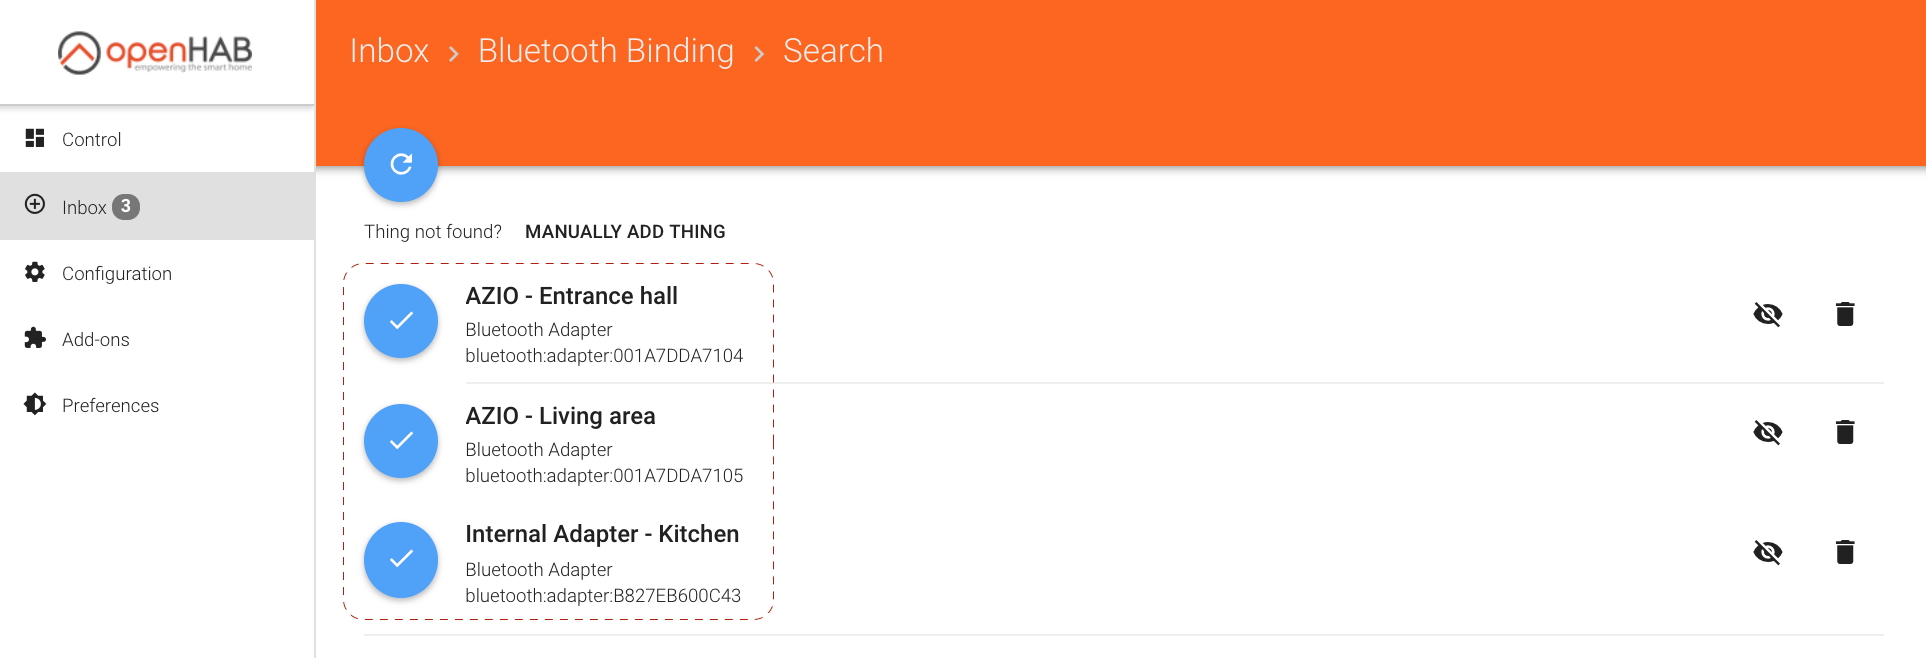 openHAB
empowering the smart home
Inbox > Bluetooth Binding > Search
Control
Inbox 3
Configuration
Add-ons
Preferences
Thing not found? MANUALLY ADD THING
AZIO - Entrance hall
Bluetooth Adapter
bluetooth:adapter:001A7DDA7104
AZIO - Living area
Bluetooth Adapter
bluetooth:adapter:001A7DDA7105
Internal Adapter - Kitchen
Bluetooth Adapter
bluetooth:adapter:B827EB600C43